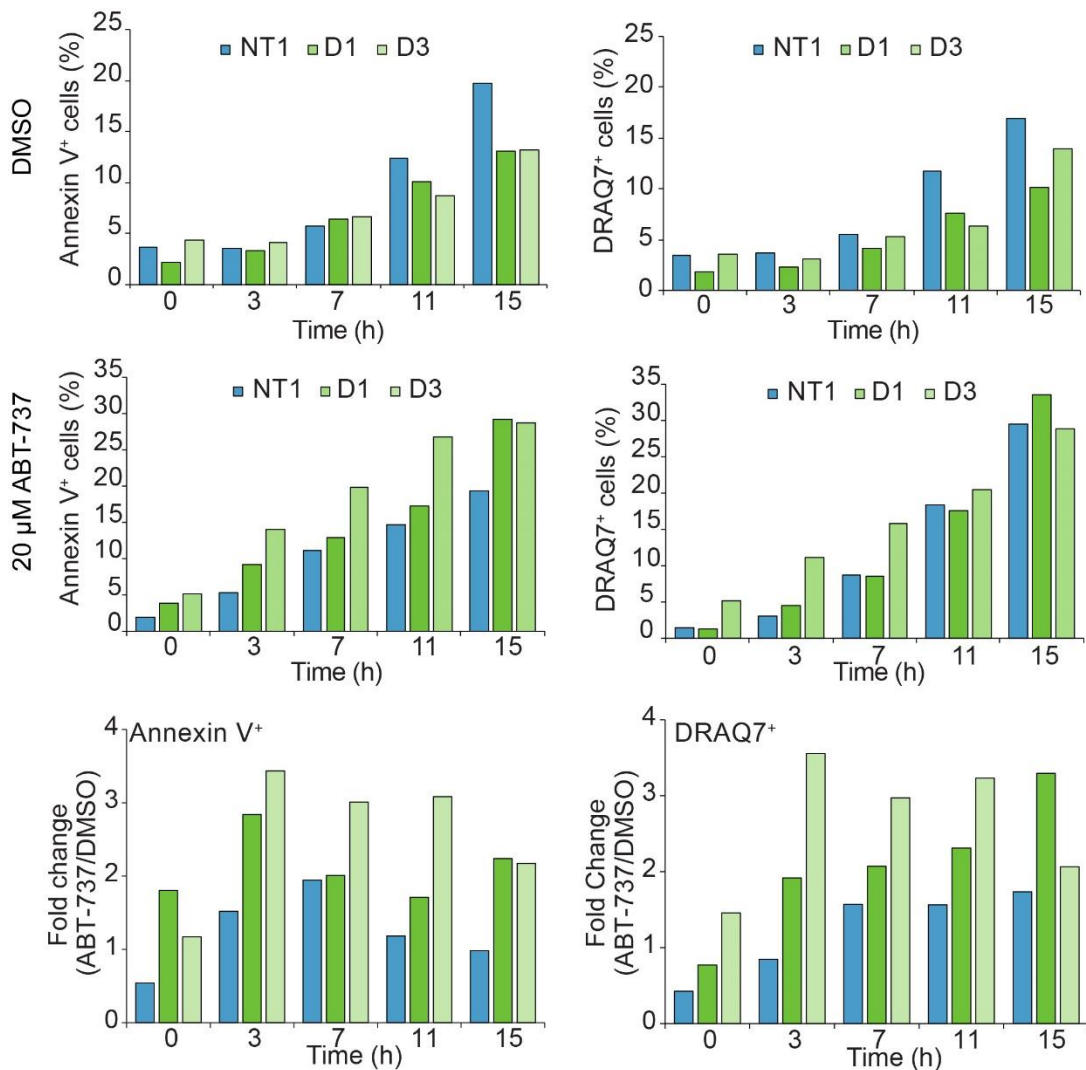 DMSO
Annexin V⁺ cells (%)
25
20
15
10
5
0
NT1 D1 D3
0 3 7 11 15
Time (h)
DRAQ7⁺ cells (%)
25
20
15
10
5
0
NT1 D1 D3
0 3 7 11 15
Time (h)
20 µM ABT-737
Annexin V⁺ cells (%)
35
30
25
20
15
10
5
0
NT1 D1 D3
0 3 7 11 15
Time (h)
DRAQ7⁺ cells (%)
35
30
25
20
15
10
5
0
NT1 D1 D3
0 3 7 11 15
Time (h)
Annexin V⁺
Fold change
(ABT-737/DMSO)
4
3
2
1
0
0 3 7 11 15
Time (h)
DRAQ7⁺
Fold Change
(ABT-737/DMSO)
4
3
2
1
0
0 3 7 11 15
Time (h)